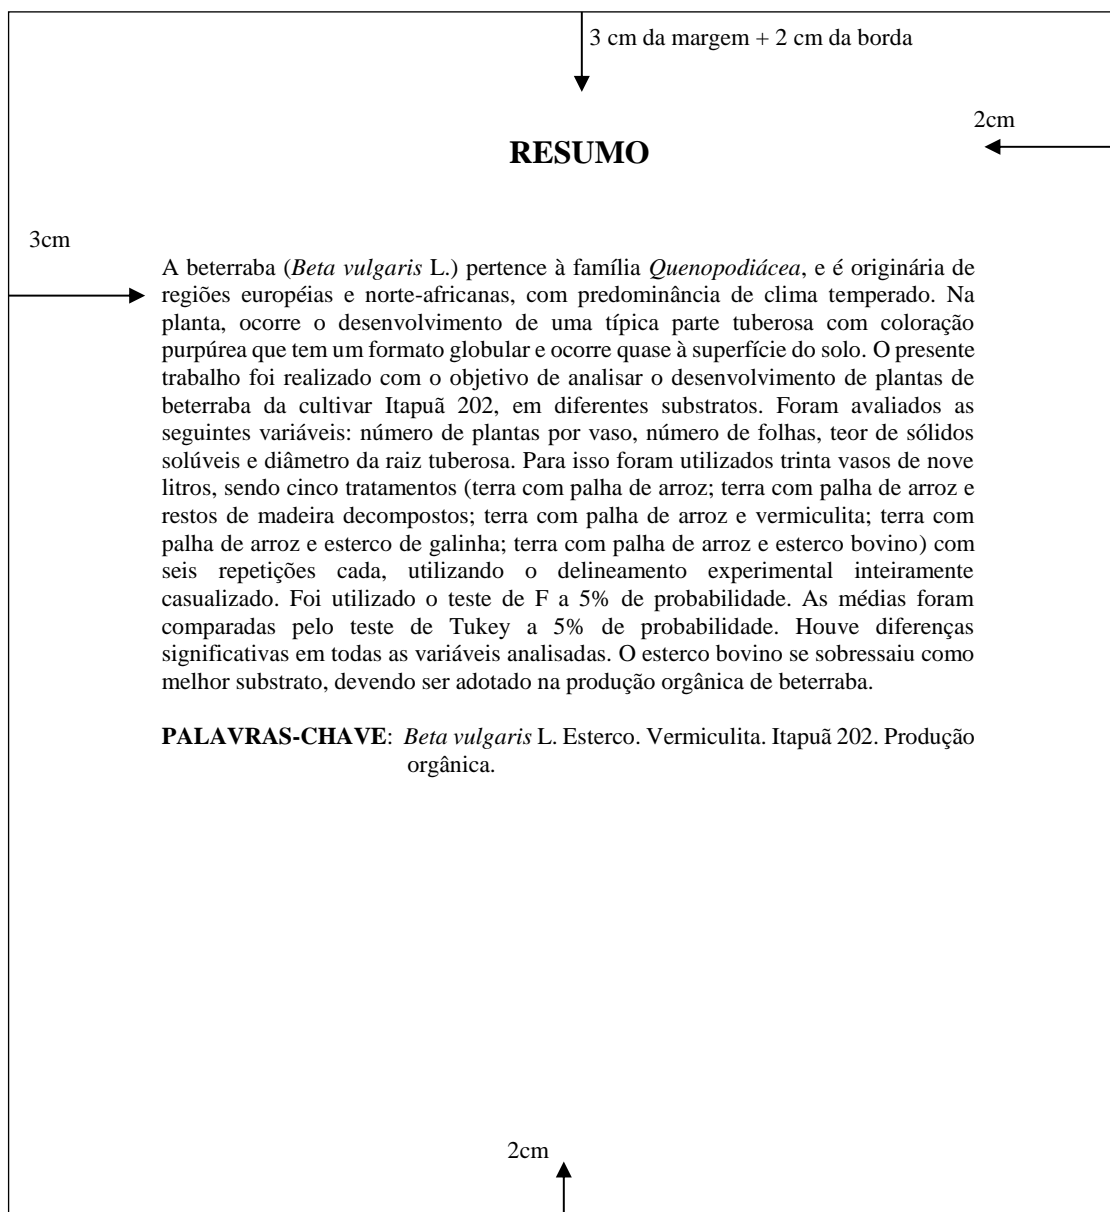 3 cm da margem + 2 cm da borda
2cm
RESUMO
3cm
A beterraba (Beta vulgaris L.) pertence à família Quenopodiácea, e é originária de
regiões européias e norte-africanas, com predominância de clima temperado. Na
planta, ocorre o desenvolvimento de uma típica parte tuberosa com coloração
purpúrea que tem um formato globular e ocorre quase à superfície do solo. O presente
trabalho foi realizado com o objetivo de analisar o desenvolvimento de plantas de
beterraba da cultivar Itapuã 202, em diferentes substratos. Foram avaliados as
seguintes variáveis: número de plantas por vaso, número de folhas, teor de sólidos
solúveis e diâmetro da raiz tuberosa. Para isso foram utilizados trinta vasos de nove
litros, sendo cinco tratamentos (terra com palha de arroz; terra com palha de arroz e
restos de madeira decompostos; terra com palha de arroz e vermiculita; terra com
palha de arroz e esterco de galinha; terra com palha de arroz e esterco bovino) com
seis repetições cada, utilizando o delineamento experimental inteiramente
casualizado. Foi utilizado o teste de F a 5% de probabilidade. As médias foram
comparadas pelo teste de Tukey a 5% de probabilidade. Houve diferenças
significativas em todas as variáveis analisadas. O esterco bovino se sobressaiu como
melhor substrato, devendo ser adotado na produção orgânica de beterraba.
PALAVRAS-CHAVE: Beta vulgaris L. Esterco. Vermiculita. Itapuã 202. Produção
orgânica.
2cm